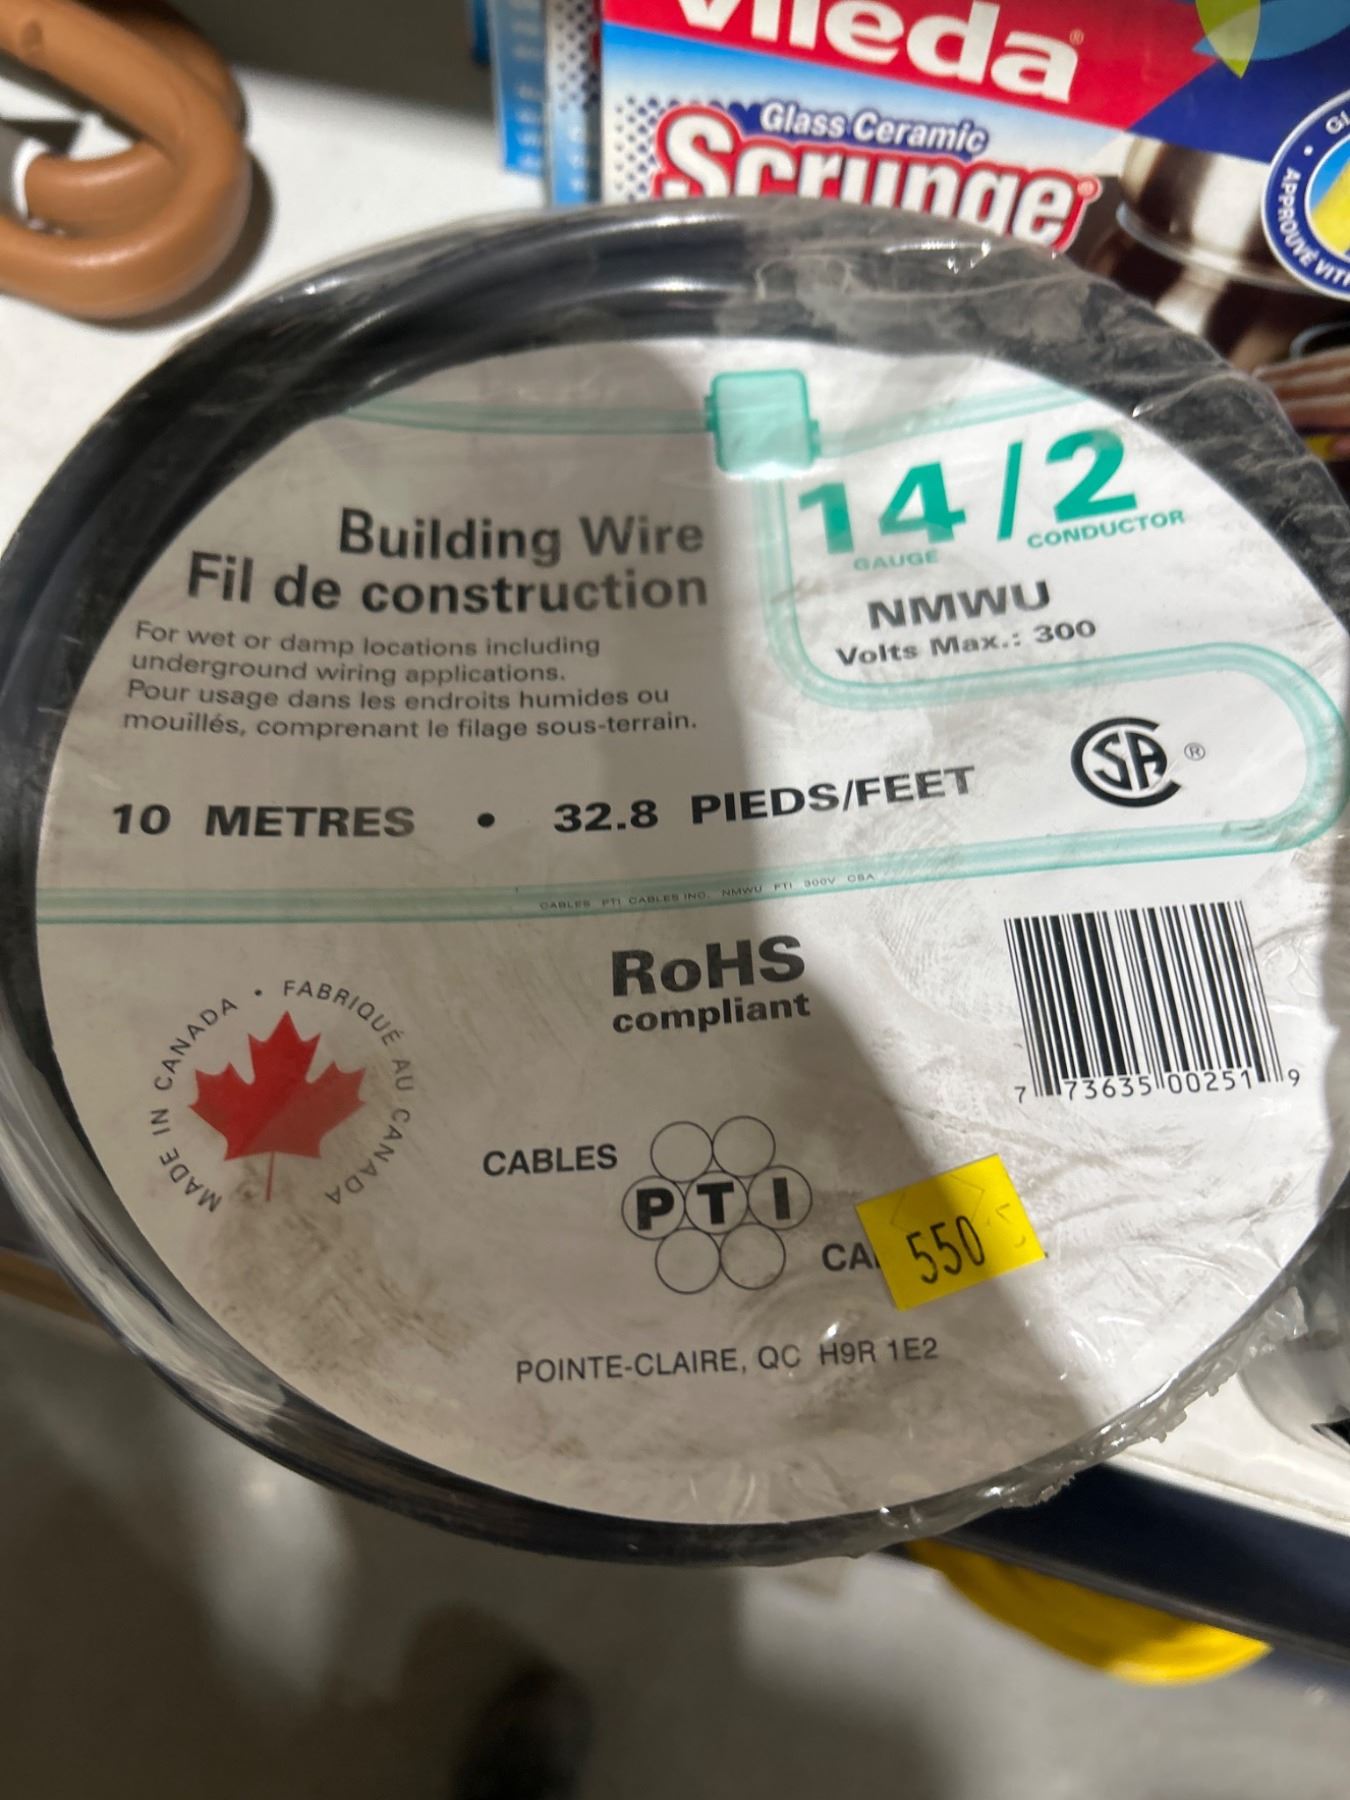 vileda®
Glass Ceramic
Scrunge®
APPROUVÉ
Building Wire
Fil de construction
For wet or damp locations including
underground wiring applications.
Pour usage dans les endroits humides ou
mouillés, comprenant le filage sous-terrain.
14/2
GAUGE CONDUCTOR
NMWU
Volts Max.: 300
10 METRES • 32.8 PIEDS/FEET
CSA ®
CABLES PTI CABLES INC. NMWU PTI 300V CSA
MADE IN CANADA • FABRIQUÉ AU CANADA
RoHS
compliant
7 73635 00251 9
CABLES
PTI
550
POINTE-CLAIRE, QC H9R 1E2